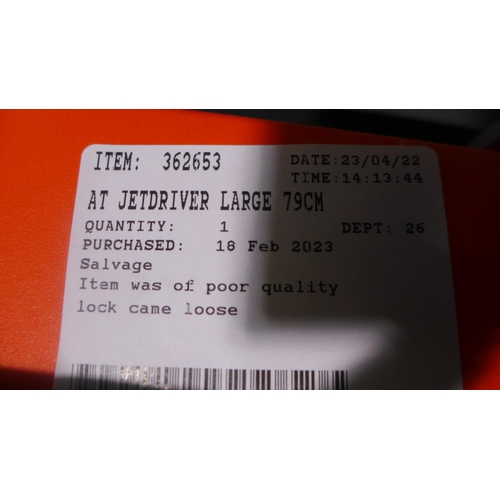 ITEM: 362653 DATE:23/04/22
TIME:14:13:44
AT JETDRIVER LARGE 79CM
QUANTITY: 1 DEPT: 26
PURCHASED: 18 Feb 2023
Salvage
Item was of poor quality
lock came loose